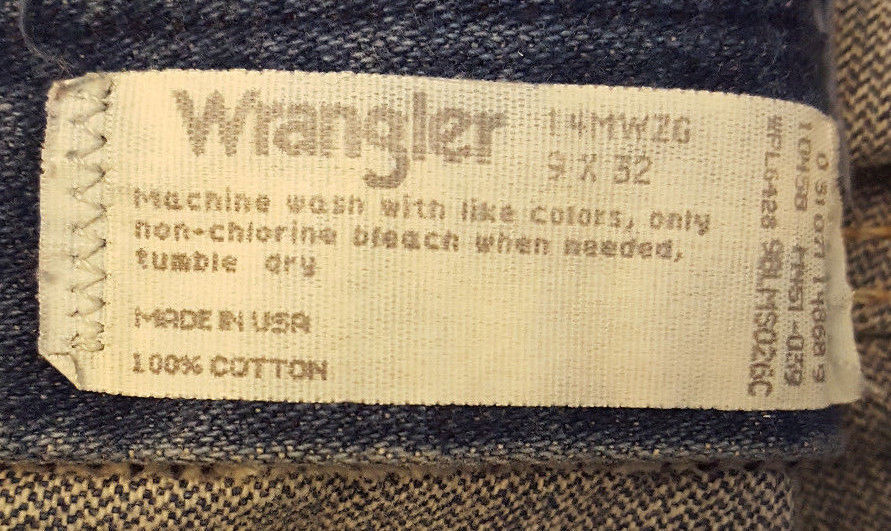 Wrangler
14MWZG
9 X 32
Machine wash with like colors, only
non-chlorine bleach when needed,
tumble dry
MADE IN USA
100% COTTON